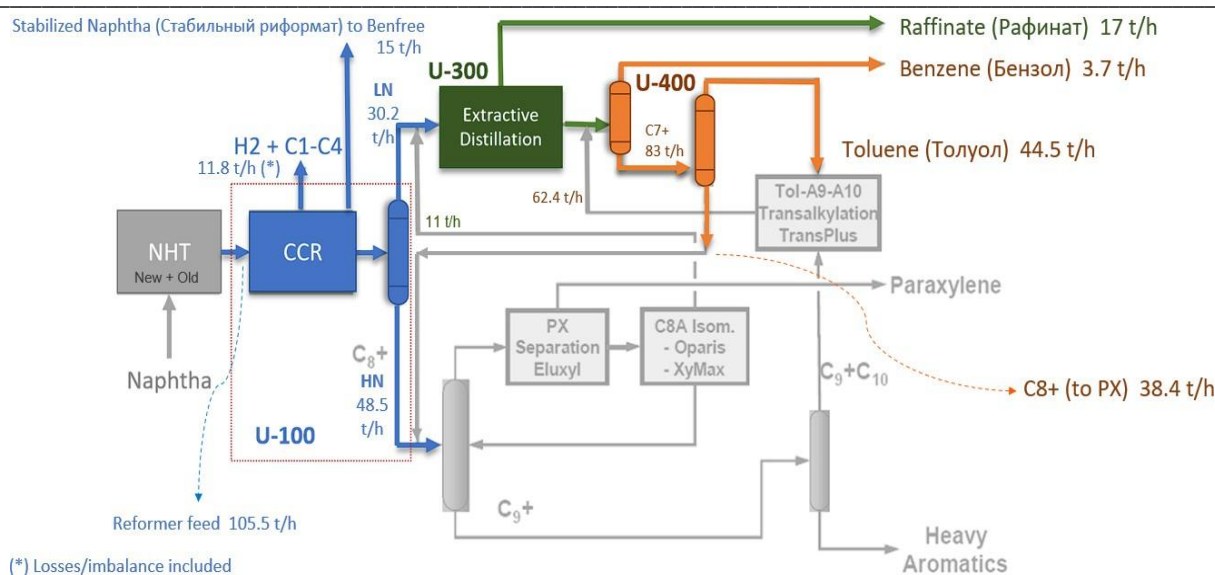 Stabilized Naphtha (Стабильный риформат) to Benfree
15 t/h
Raffinate (Рафинат) 17 t/h
U-300
Benzene (Бензол) 3.7 t/h
LN
30.2
t/h
Extractive
Distillation
U-400
C7+
83 t/h
H2 + C1-C4
11.8 t/h (*)
Toluene (Толуол) 44.5 t/h
62.4 t/h
Tol-A9-A10
Transalkylation
TransPlus
11 t/h
NHT
New + Old
CCR
Paraxylene
PX
Separation
Eluxyl
C8A Isom.
- Oparis
- XyMax
C₈+
HN
48.5
t/h
Naphtha
C₉+C₁₀
C8+ (to PX) 38.4 t/h
U-100
C₉+
Reformer feed 105.5 t/h
Heavy
Aromatics
(*) Losses/imbalance included